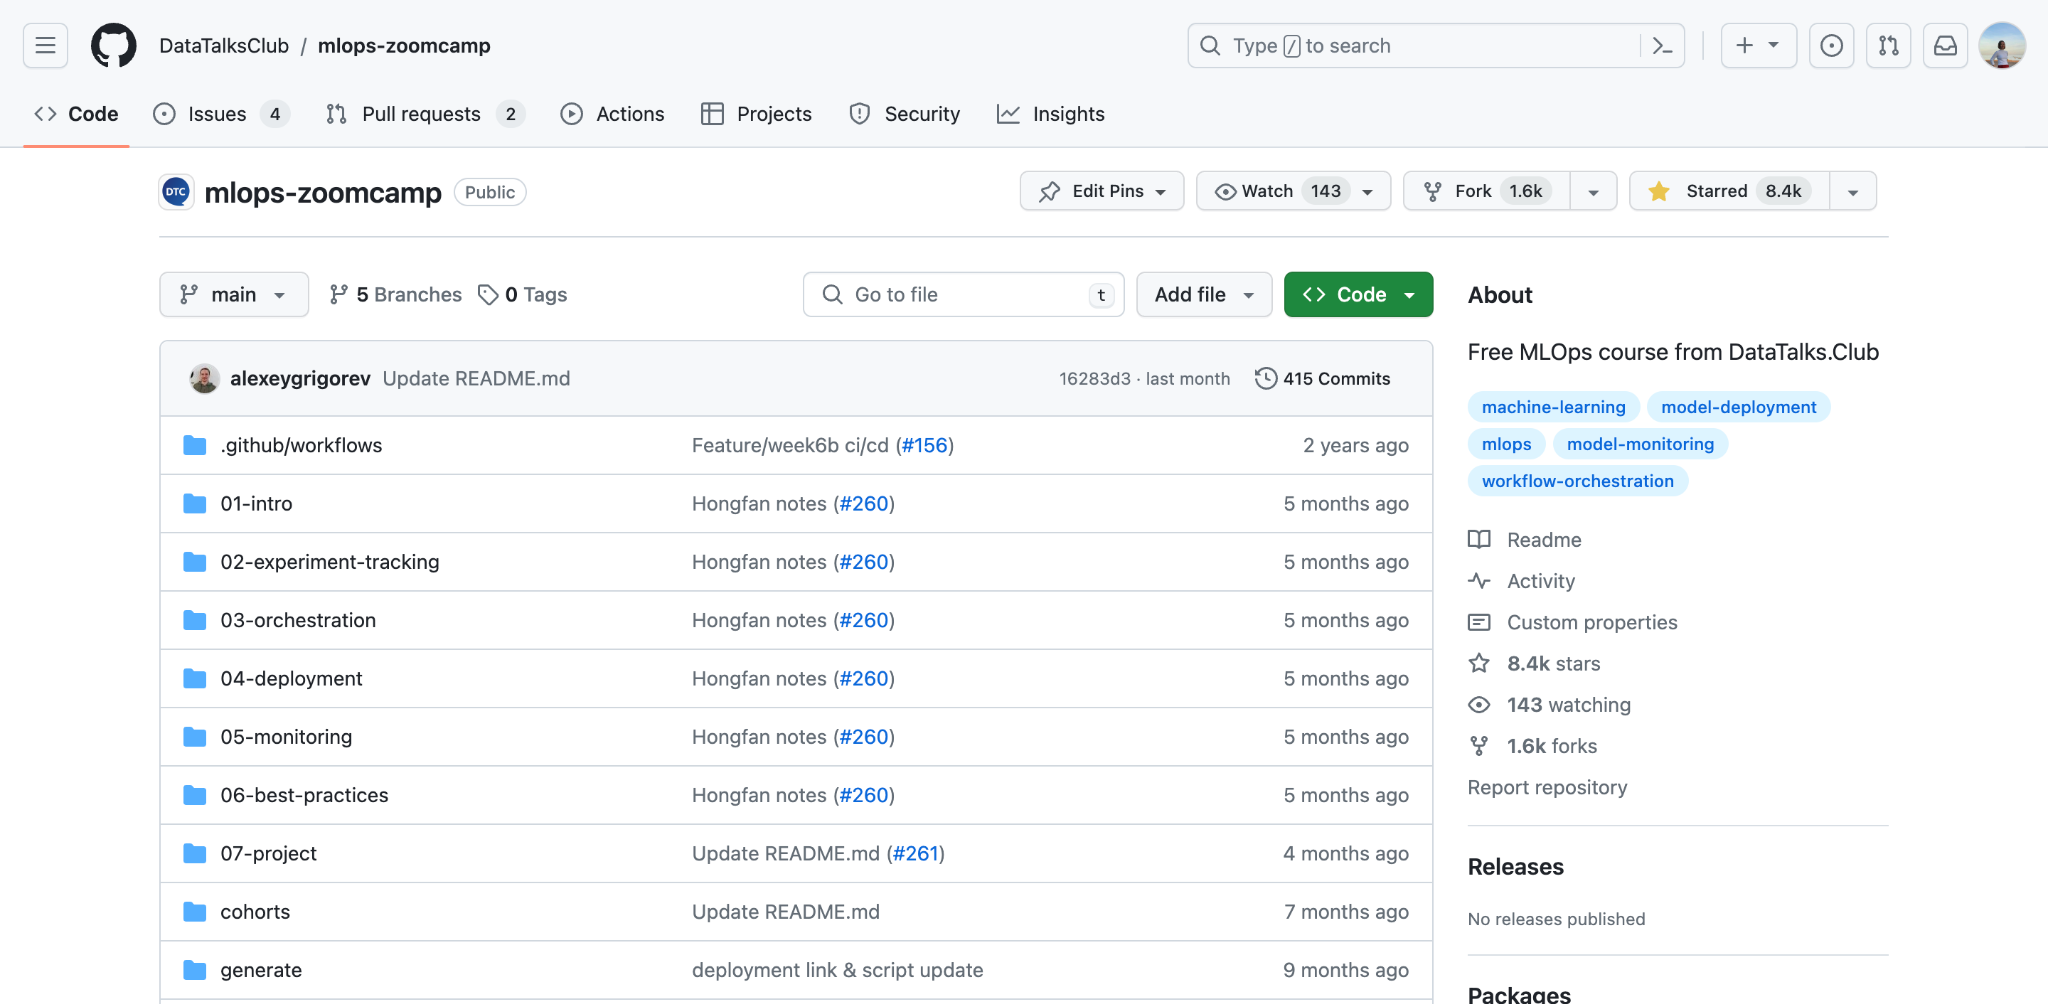 DataTalksClub / mlops-zoomcamp
Type / to search
Code
Issues 4
Pull requests 2
Actions
Projects
Security
Insights
DTC mlops-zoomcamp Public
Edit Pins
Watch 143
Fork 1.6k
Starred 8.4k
main
5 Branches
0 Tags
Go to file t
Add file
Code
alexeygrigorev Update README.md 16283d3 · last month 415 Commits
.github/workflows Feature/week6b ci/cd (#156) 2 years ago
01-intro Hongfan notes (#260) 5 months ago
02-experiment-tracking Hongfan notes (#260) 5 months ago
03-orchestration Hongfan notes (#260) 5 months ago
04-deployment Hongfan notes (#260) 5 months ago
05-monitoring Hongfan notes (#260) 5 months ago
06-best-practices Hongfan notes (#260) 5 months ago
07-project Update README.md (#261) 4 months ago
cohorts Update README.md 7 months ago
generate deployment link & script update 9 months ago
About
Free MLOps course from DataTalks.Club
machine-learning model-deployment
mlops model-monitoring
workflow-orchestration
Readme
Activity
Custom properties
8.4k stars
143 watching
1.6k forks
Report repository
Releases
No releases published
Packages